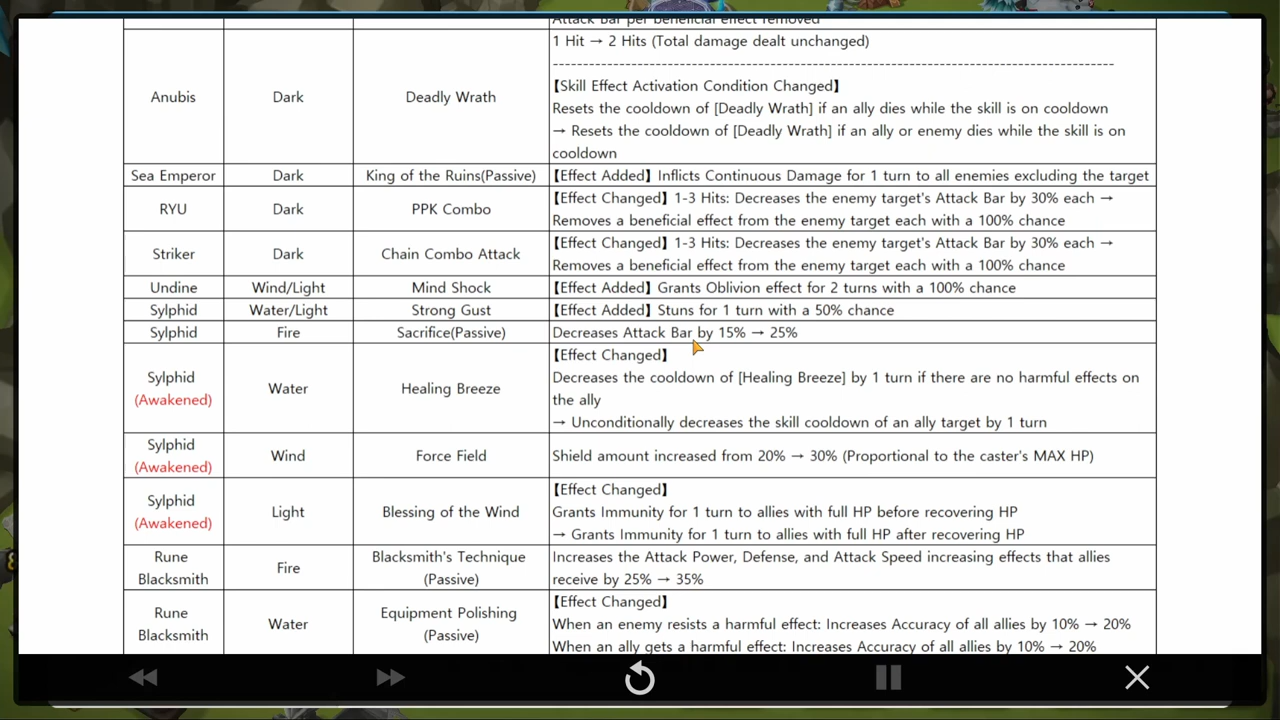 Attack Bar per beneficial effect removed
Anubis
Dark
Deadly Wrath
1 Hit → 2 Hits (Total damage dealt unchanged)
--------------------------------------------------------------------------------------------
【Skill Effect Activation Condition Changed】
Resets the cooldown of [Deadly Wrath] if an ally dies while the skill is on cooldown
→ Resets the cooldown of [Deadly Wrath] if an ally or enemy dies while the skill is on
cooldown
Sea Emperor
Dark
King of the Ruins(Passive)
【Effect Added】 Inflicts Continuous Damage for 1 turn to all enemies excluding the target
RYU
Dark
PPK Combo
【Effect Changed】 1-3 Hits: Decreases the enemy target's Attack Bar by 30% each →
Removes a beneficial effect from the enemy target each with a 100% chance
Striker
Dark
Chain Combo Attack
【Effect Changed】 1-3 Hits: Decreases the enemy target's Attack Bar by 30% each →
Removes a beneficial effect from the enemy target each with a 100% chance
Undine
Wind/Light
Mind Shock
【Effect Added】 Grants Oblivion effect for 2 turns with a 100% chance
Sylphid
Water/Light
Strong Gust
【Effect Added】 Stuns for 1 turn with a 50% chance
Sylphid
Fire
Sacrifice(Passive)
Decreases Attack Bar by 15% → 25%
Sylphid
(Awakened)
Water
Healing Breeze
【Effect Changed】
Decreases the cooldown of [Healing Breeze] by 1 turn if there are no harmful effects on
the ally
→ Unconditionally decreases the skill cooldown of an ally target by 1 turn
Sylphid
(Awakened)
Wind
Force Field
Shield amount increased from 20% → 30% (Proportional to the caster's MAX HP)
Sylphid
(Awakened)
Light
Blessing of the Wind
【Effect Changed】
Grants Immunity for 1 turn to allies with full HP before recovering HP
→ Grants Immunity for 1 turn to allies with full HP after recovering HP
Rune
Blacksmith
Fire
Blacksmith's Technique
(Passive)
Increases the Attack Power, Defense, and Attack Speed increasing effects that allies
receive by 25% → 35%
Rune
Blacksmith
Water
Equipment Polishing
(Passive)
【Effect Changed】
When an enemy resists a harmful effect: Increases Accuracy of all allies by 10% → 20%
When an ally gets a harmful effect: Increases Accuracy of all allies by 10% → 20%